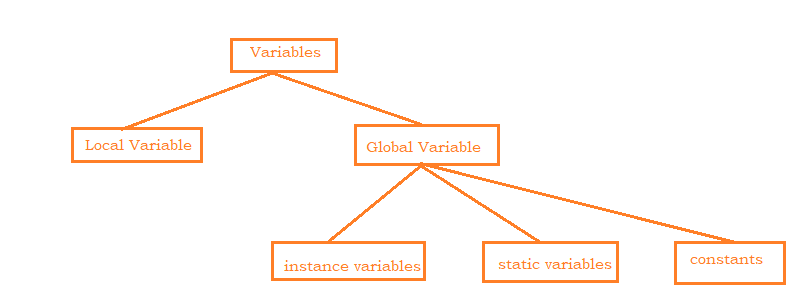 Variables
Local Variable
Global Variable
instance variables
static variables
constants